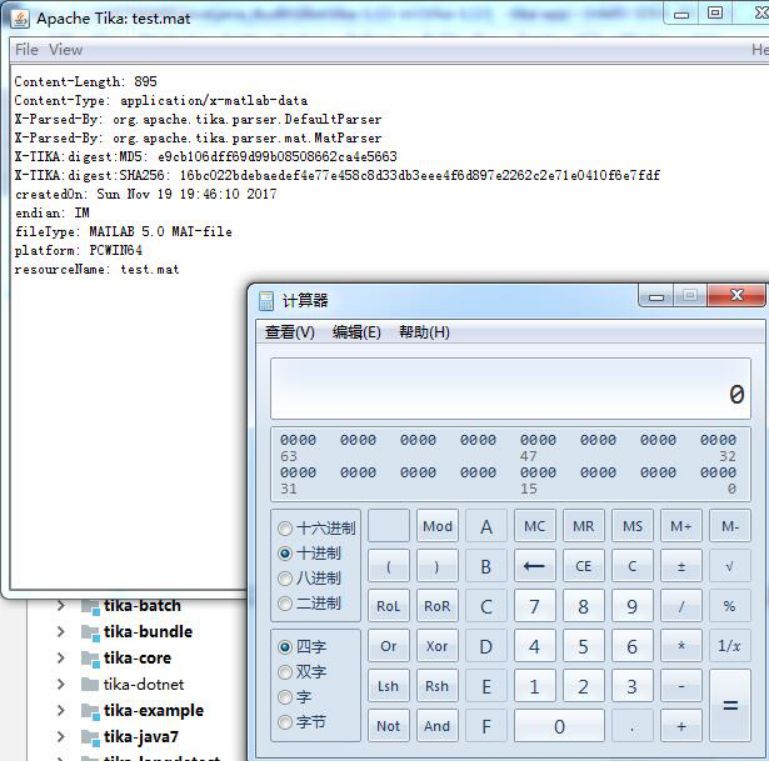 Apache Tika: test.mat
File View He
Content-Length: 895
Content-Type: application/x-matlab-data
X-Parsed-By: org.apache.tika.parser.DefaultParser
X-Parsed-By: org.apache.tika.parser.mat.MatParser
X-TIKA:digest:MD5: e9cb106dff69d99b08508662ca4e5663
X-TIKA:digest:SHA256: 16bc022bdebaedef4e77e458c8d33db3eee4f6d897e2262c2e71e0410f6e7fdf
createdOn: Sun Nov 19 19:46:10 2017
endian: IM
fileType: MATLAB 5.0 MAT-file
platform: PCWIN64
resourceName: test.mat
计算器
查看(V) 编辑(E) 帮助(H)
0
0000 0000 0000 0000 0000 0000 0000 0000
63 47 32
0000 0000 0000 0000 0000 0000 0000 0000
31 15 0
十六进制 Mod A MC MR MS M+ M-
十进制 ( ) B ← CE C ± √
八进制
二进制 RoL RoR C 7 8 9 / %
四字 Or Xor D 4 5 6 * 1/x
双字 Lsh Rsh E 1 2 3 - =
字
字节 Not And F 0 . +
tika-batch
tika-bundle
tika-core
tika-dotnet
tika-example
tika-java7